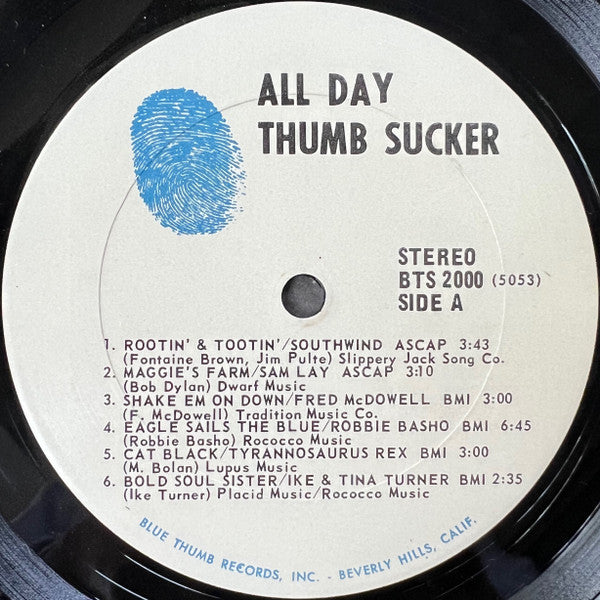 ALL DAY
THUMB SUCKER
STEREO
BTS 2000 (5053)
SIDE A
1. ROOTIN' & TOOTIN'/SOUTHWIND ASCAP 3:43
(Fontaine Brown, Jim Pulte) Slippery Jack Song Co.
2. MAGGIE'S FARM/SAM LAY ASCAP 3:10
(Bob Dylan) Dwarf Music
3. SHAKE EM ON DOWN/FRED McDOWELL BMI 3:00
(F. McDowell) Tradition Music Co.
4. EAGLE SAILS THE BLUE/ROBBIE BASHO BMI 6:45
(Robbie Basho) Rococco Music
5. CAT BLACK/TYRANNOSAURUS REX BMI 3:00
(M. Bolan) Lupus Music
6. BOLD SOUL SISTER/IKE & TINA TURNER BMI 2:35
(Ike Turner) Placid Music/Rococco Music
BLUE THUMB RECORDS, INC. - BEVERLY HILLS, CALIF.